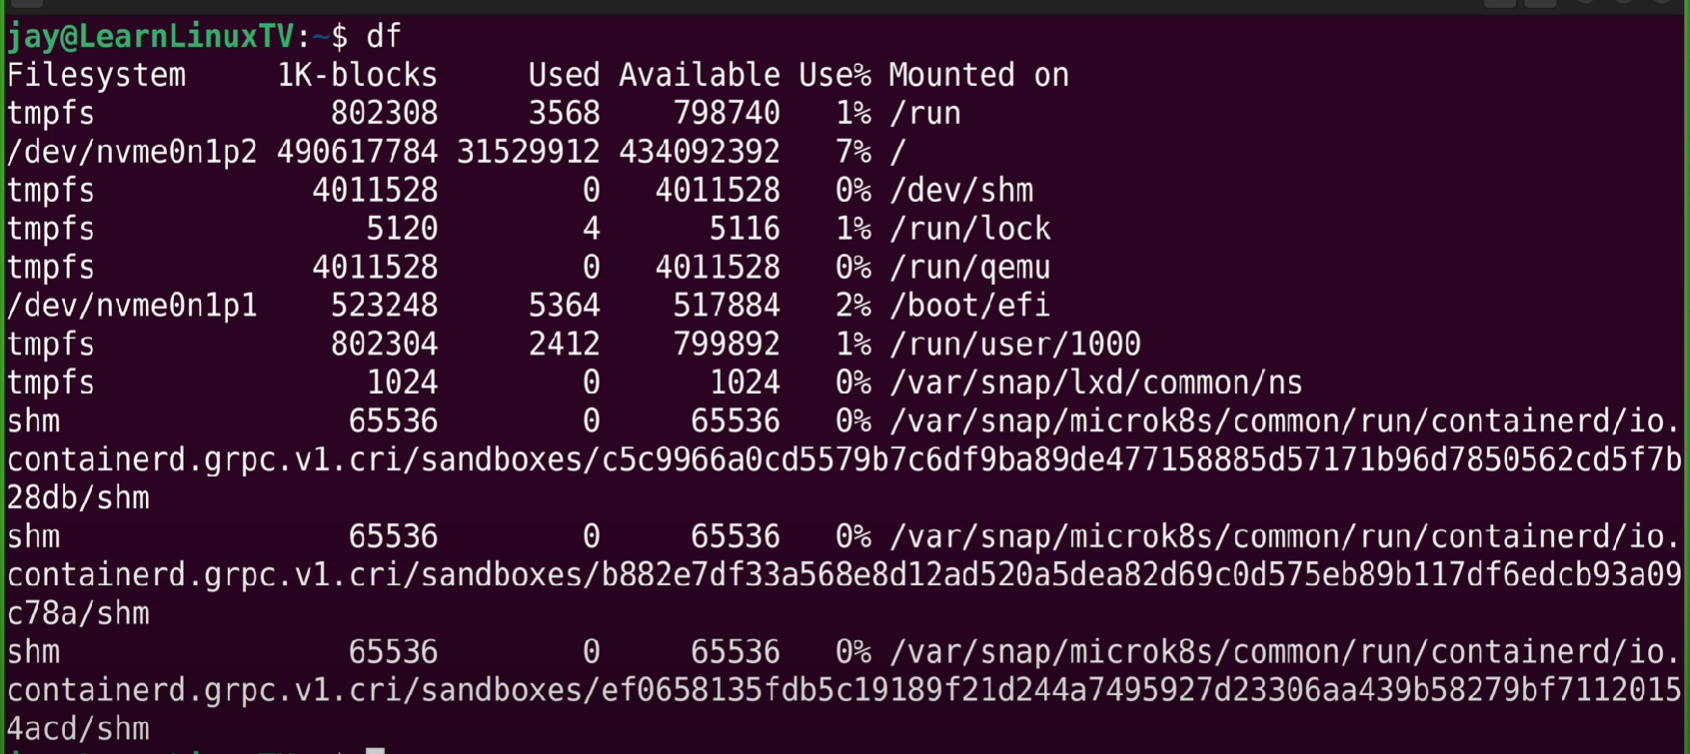 jay@LearnLinuxTV:~$ df
Filesystem     1K-blocks     Used Available Use% Mounted on
tmpfs             802308     3568    798740   1% /run
/dev/nvme0n1p2 490617784 31529912 434092392   7% /
tmpfs            4011528        0   4011528   0% /dev/shm
tmpfs               5120        4      5116   1% /run/lock
tmpfs            4011528        0   4011528   0% /run/qemu
/dev/nvme0n1p1    523248     5364    517884   2% /boot/efi
tmpfs             802304     2412    799892   1% /run/user/1000
tmpfs               1024        0      1024   0% /var/snap/lxd/common/ns
shm                65536        0     65536   0% /var/snap/microk8s/common/run/containerd/io.
containerd.grpc.v1.cri/sandboxes/c5c9966a0cd5579b7c6df9ba89de477158885d57171b96d7850562cd5f7b
28db/shm
shm                65536        0     65536   0% /var/snap/microk8s/common/run/containerd/io.
containerd.grpc.v1.cri/sandboxes/b882e7df33a568e8d12ad520a5dea82d69c0d575eb89b117df6edcb93a09
c78a/shm
shm                65536        0     65536   0% /var/snap/microk8s/common/run/containerd/io.
containerd.grpc.v1.cri/sandboxes/ef0658135fdb5c19189f21d244a7495927d23306aa439b58279bf7112015
4acd/shm